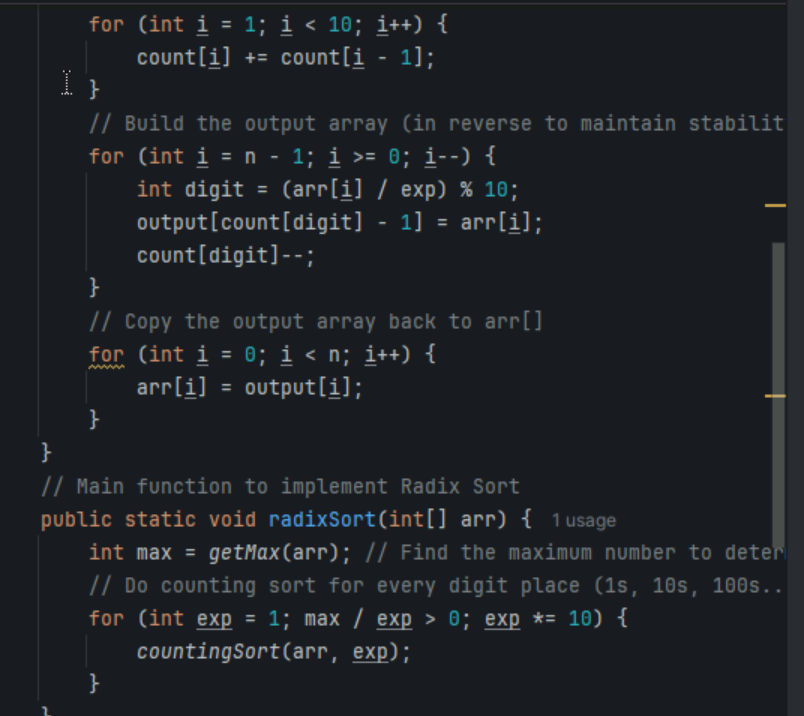 for (int i = 1; i < 10; i++) {
count[i] += count[i - 1];
}
// Build the output array (in reverse to maintain stabilit
for (int i = n - 1; i >= 0; i--) {
int digit = (arr[i] / exp) % 10;
output[count[digit] - 1] = arr[i];
count[digit]--;
}
// Copy the output array back to arr[]
for (int i = 0; i < n; i++) {
arr[i] = output[i];
}
}
// Main function to implement Radix Sort
public static void radixSort(int[] arr) { 1 usage
int max = getMax(arr); // Find the maximum number to deter
// Do counting sort for every digit place (1s, 10s, 100s..
for (int exp = 1; max / exp > 0; exp *= 10) {
countingSort(arr, exp);
}
}